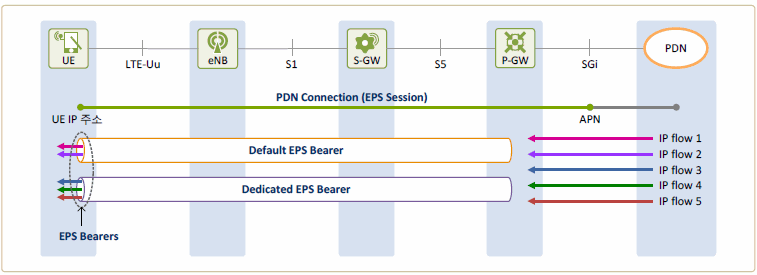 UE
LTE-Uu
eNB
S1
S-GW
S5
P-GW
SGi
PDN
PDN Connection (EPS Session)
UE IP 주소
APN
Default EPS Bearer
IP flow 1
IP flow 2
IP flow 3
Dedicated EPS Bearer
IP flow 4
IP flow 5
EPS Bearers